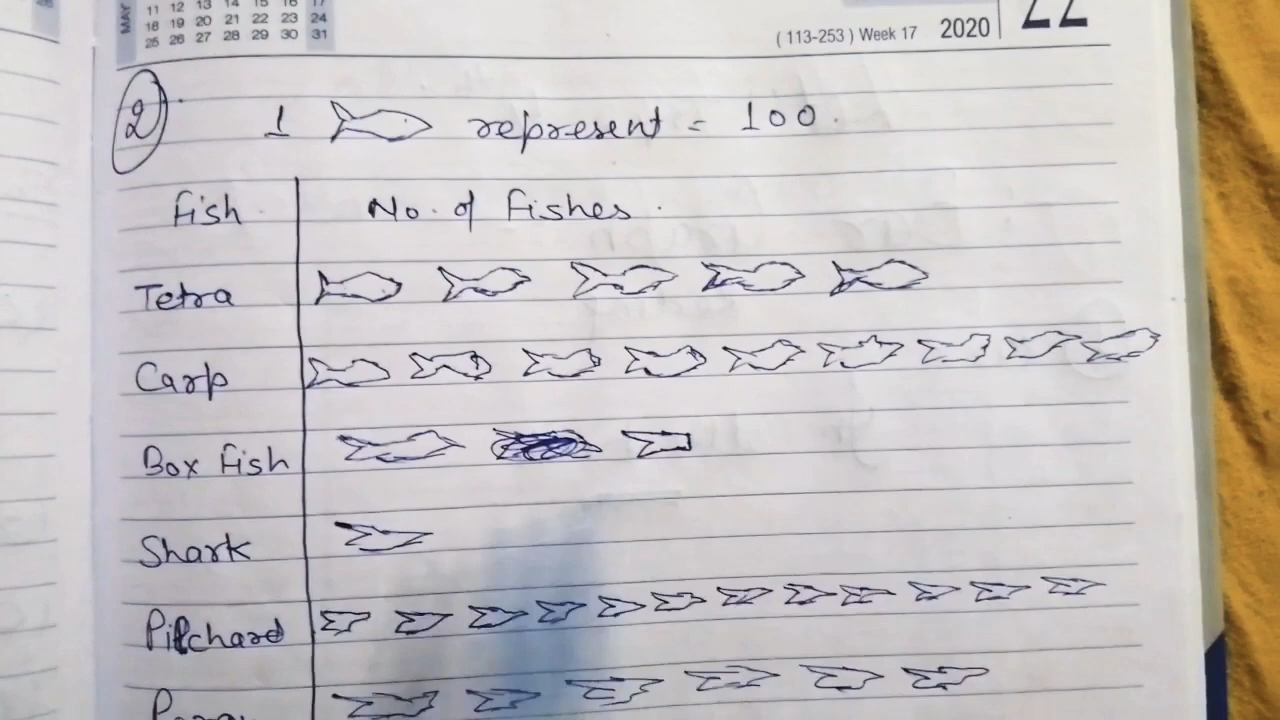 MAY
11 12 13 14 15 16 17
18 19 20 21 22 23 24
25 26 27 28 29 30 31
(113-253) Week 17 2020 22
2 1 represent = 100.
Fish No. of Fishes.
Tetra
Carp
Box Fish
Shark
Pilchard